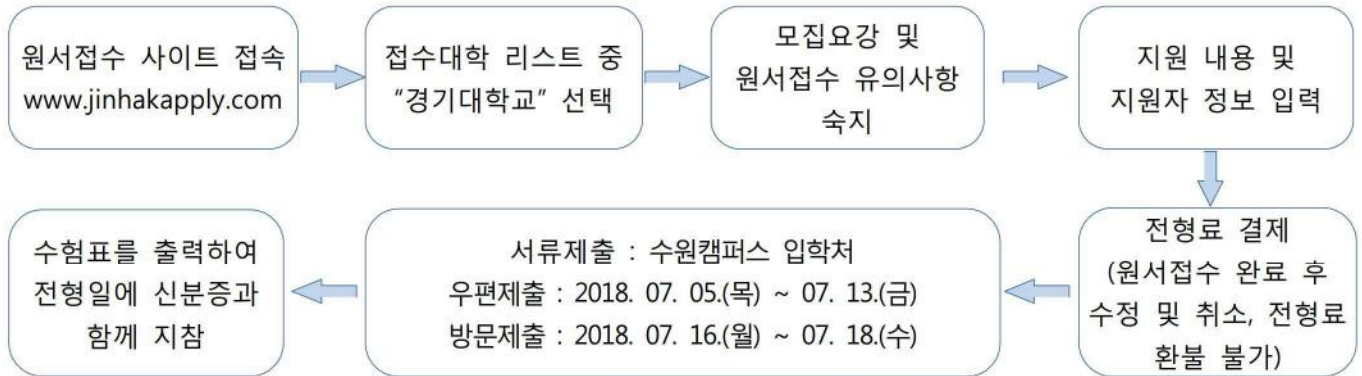 원서접수 사이트 접속
www.jinhakapply.com
접수대학 리스트 중
“경기대학교” 선택
모집요강 및
원서접수 유의사항
숙지
지원 내용 및
지원자 정보 입력
전형료 결제
(원서접수 완료 후
수정 및 취소, 전형료
환불 불가)
서류제출 : 수원캠퍼스 입학처
우편제출 : 2018. 07. 05.(목) ~ 07. 13.(금)
방문제출 : 2018. 07. 16.(월) ~ 07. 18.(수)
수험표를 출력하여
전형일에 신분증과
함께 지참